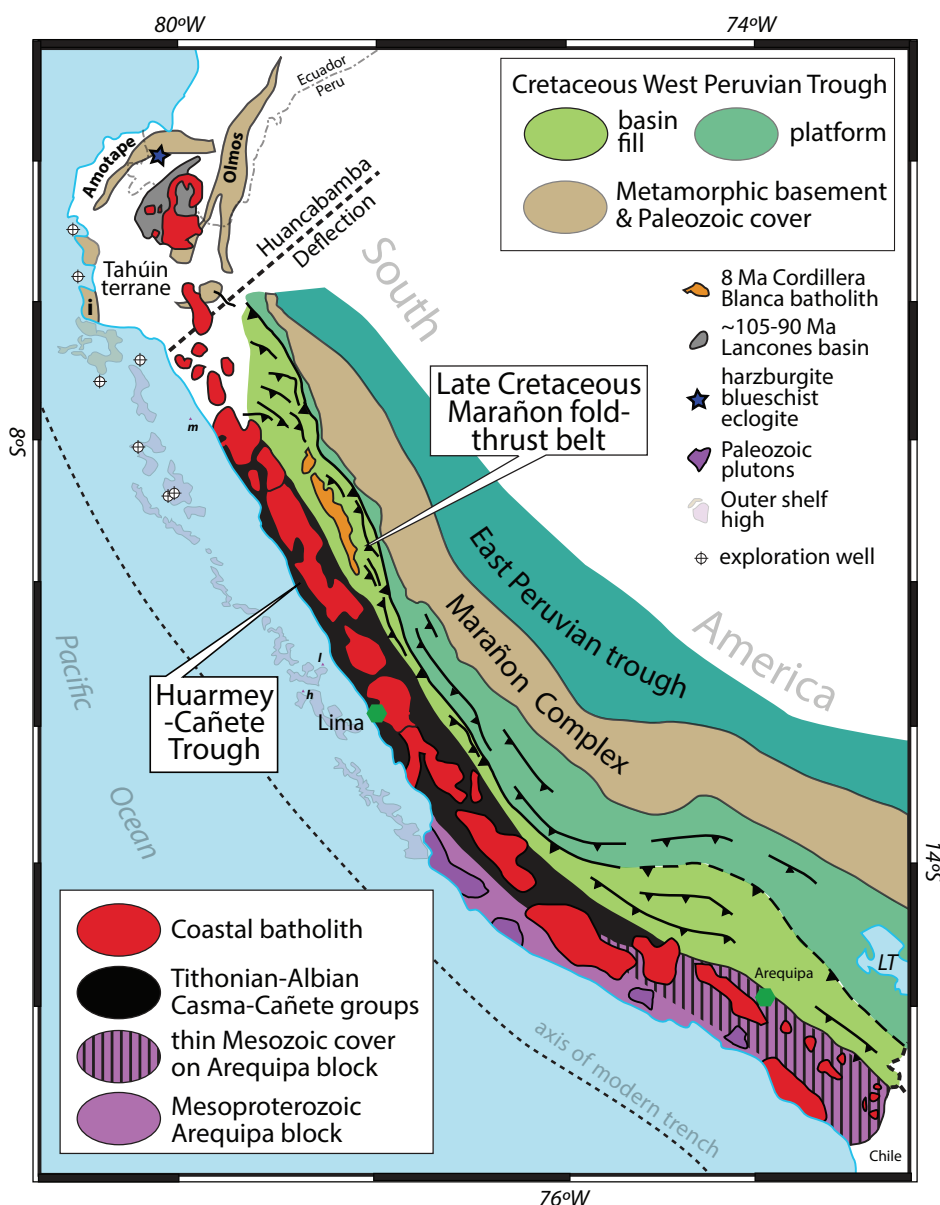 80ºW
74ºW
Ecuador
Peru
Cretaceous West Peruvian Trough
basin
fill
platform
Metamorphic basement
& Paleozoic cover
Amotape
Olmos
Huancabamba
Deflection
Tahúin
terrane
i
South
America
8 Ma Cordillera
Blanca batholith
~105-90 Ma
Lancones basin
harzburgite
blueschist
eclogite
Paleozoic
plutons
Outer shelf
high
exploration well
Late Cretaceous
Marañon fold-
thrust belt
8ºS
m
East Peruvian trough
Marañon Complex
Pacific
Ocean
l
h
Huarmey
-Cañete
Trough
Lima
14ºS
Coastal batholith
Tithonian-Albian
Casma-Cañete groups
thin Mesozoic cover
on Arequipa block
Mesoproterozoic
Arequipa block
LT
Arequipa
axis of modern trench
Chile
76ºW